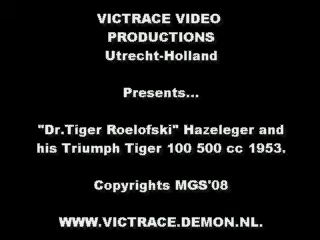 VICTRACE VIDEO
PRODUCTIONS
Utrecht-Holland
Presents...
"Dr.Tiger Roelofski" Hazeleger and
his Triumph Tiger 100 500 cc 1953.
Copyrights MGS'08
WWW.VICTRACE.DEMON.NL.